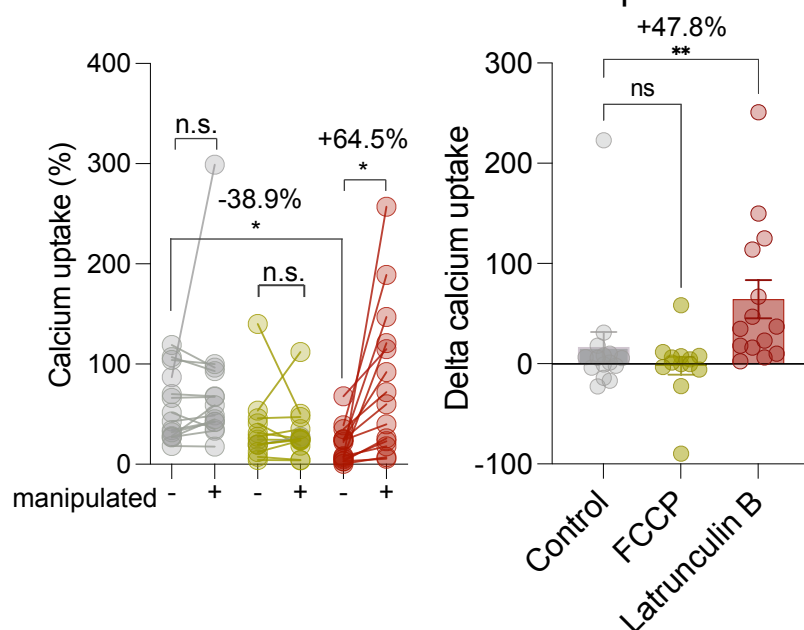 400
300
200
100
0
Calcium uptake (%)
n.s.
-38.9%
*
n.s.
+64.5%
*
manipulated - + - + - +
+47.8%
**
ns
300
200
100
0
-100
Delta calcium uptake
Control
FCCP
Latrunculin B